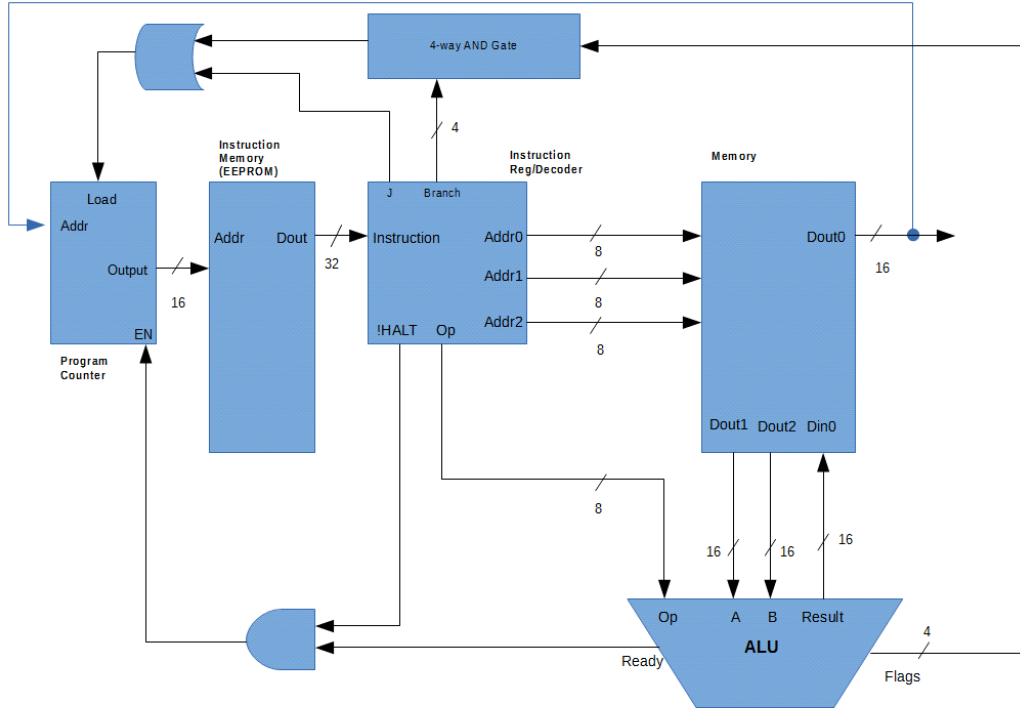 4-way AND Gate
4
Instruction
Memory
(EEPROM)
Instruction
Reg/Decoder
Memory
Load
Addr
Output
EN
Program
Counter
16
Addr
Dout
32
J
Branch
Instruction
Addr0
Addr1
Addr2
!HALT
Op
8
8
8
Dout0
16
Dout1
Dout2
Din0
8
16
16
16
Op
A
B
Result
ALU
Ready
4
Flags